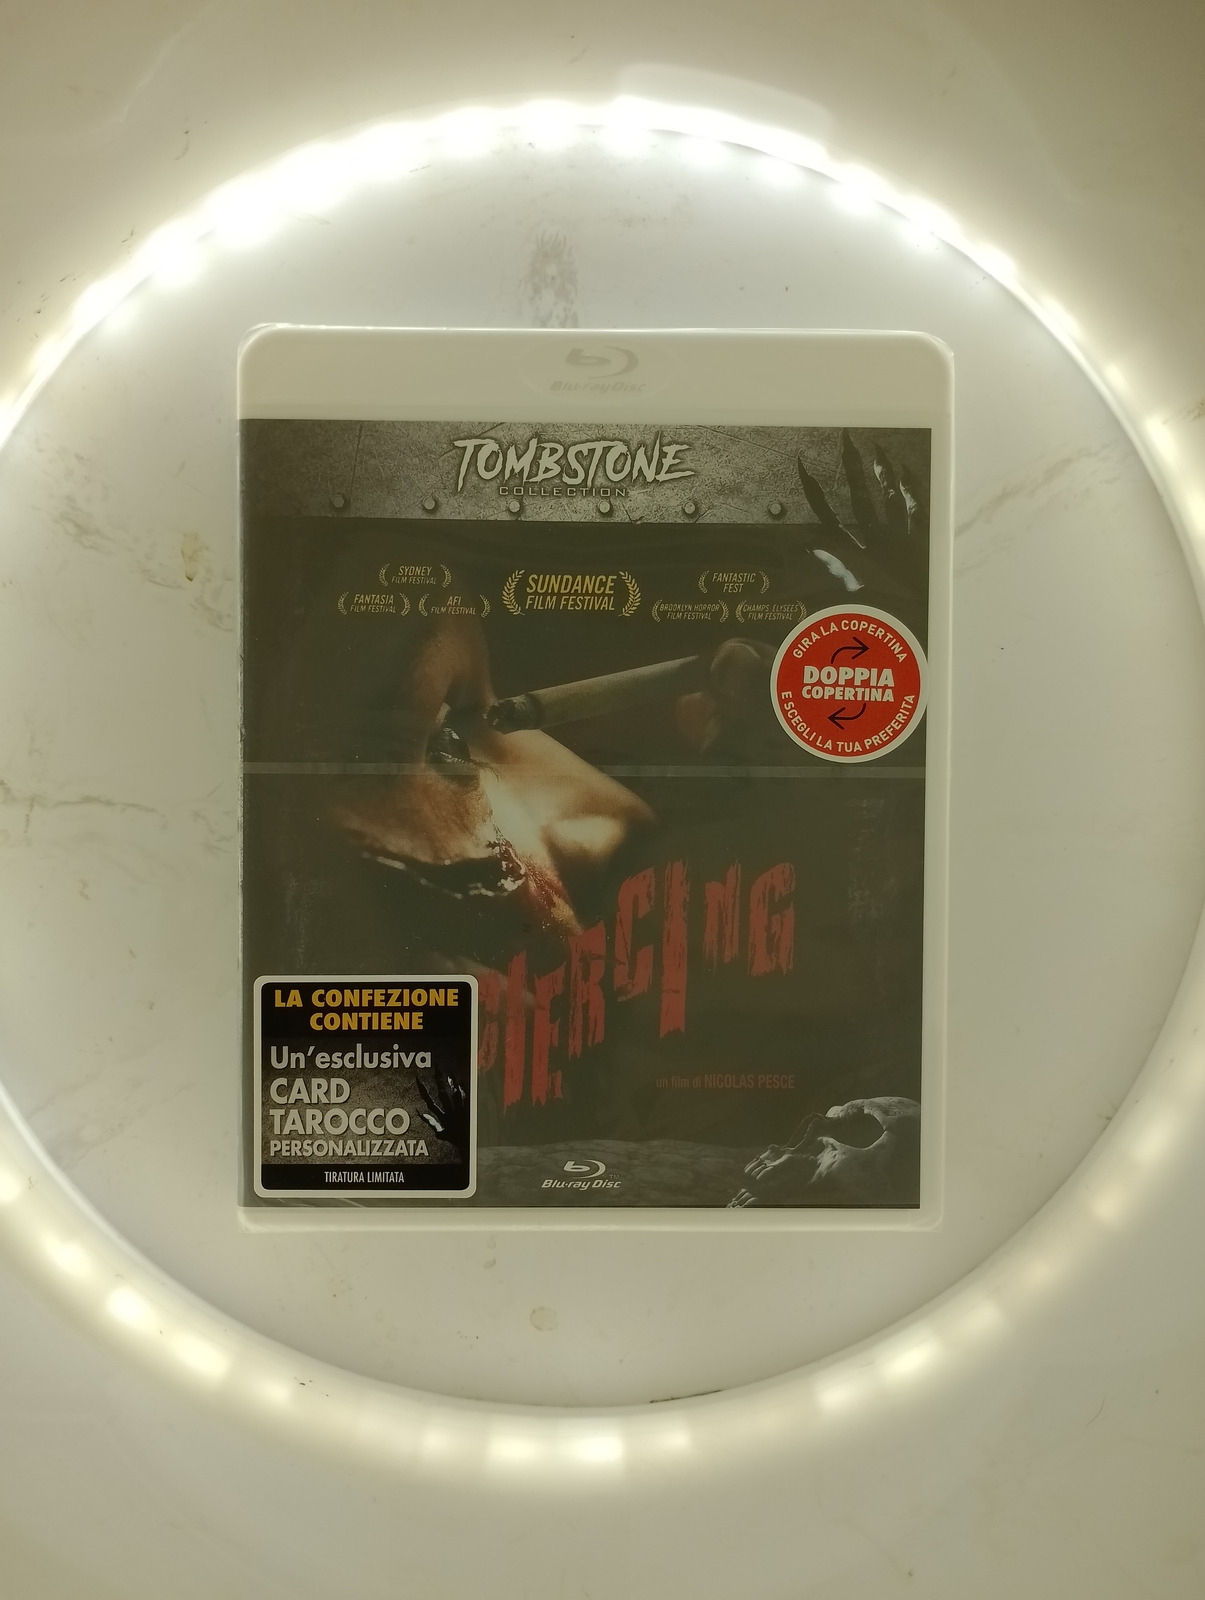 Blu-ray Disc
TOMBSTONE
COLLECTION
SYDNEY
FILM FESTIVAL
FANTASIA
FILM FESTIVAL
AFI
FILM FESTIVAL
SUNDANCE
FILM FESTIVAL
FANTASTIC
FEST
BROOKLYN HORROR
FILM FESTIVAL
CHAMPS ELYSÉES
FILM FESTIVAL
GIRA LA COPERTINA
DOPPIA
COPERTINA
E SCEGLI LA TUA PREFERITA
PIERCING
un film di NICOLAS PESCE
LA CONFEZIONE
CONTIENE
Un'esclusiva
CARD
TAROCCO
PERSONALIZZATA
TIRATURA LIMITATA
Blu-ray Disc